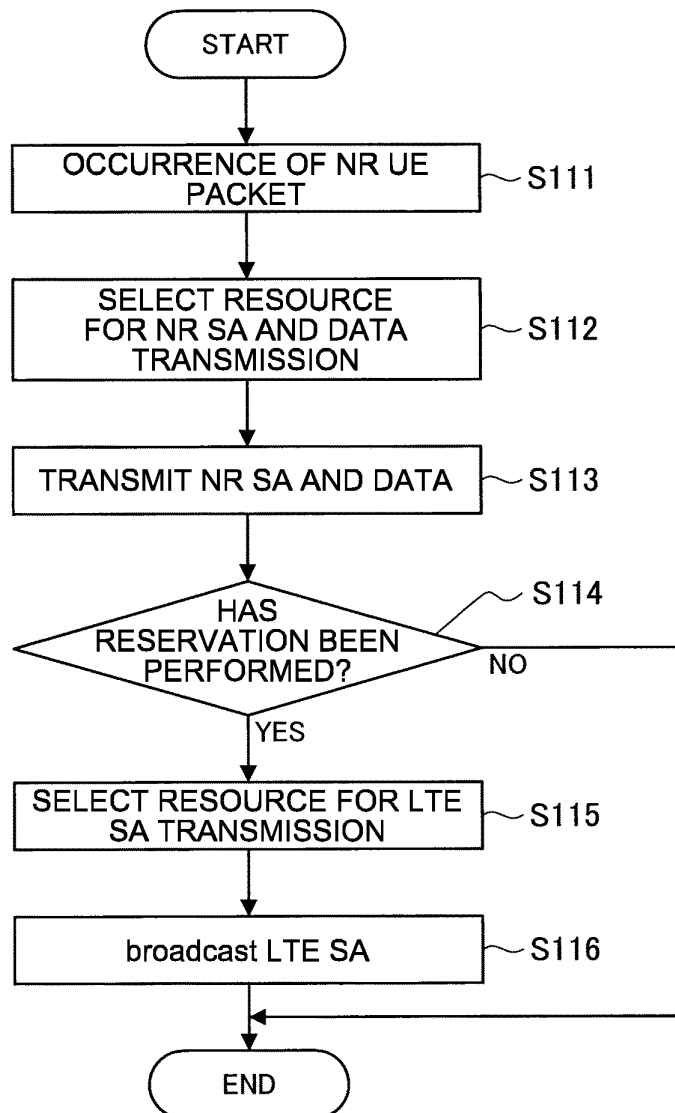 START
OCCURRENCE OF NR UE
PACKET
S111
SELECT RESOURCE
FOR NR SA AND DATA
TRANSMISSION
S112
TRANSMIT NR SA AND DATA
S113
HAS
RESERVATION BEEN
PERFORMED?
S114
NO
YES
SELECT RESOURCE FOR LTE
SA TRANSMISSION
S115
broadcast LTE SA
S116
END